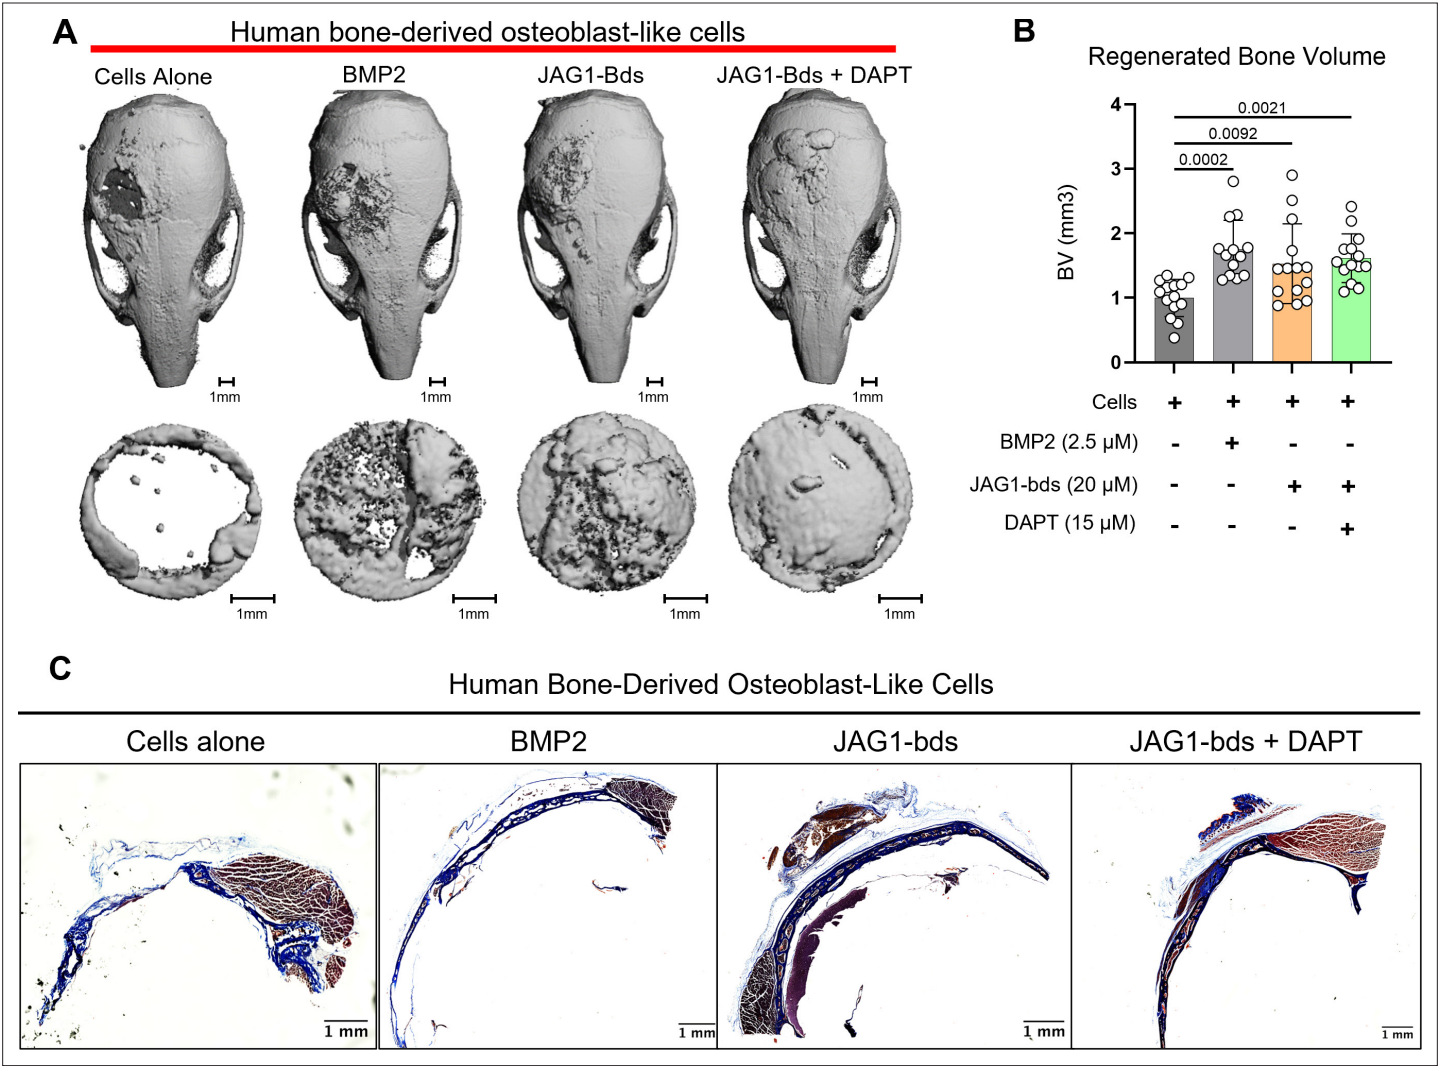 A
Human bone-derived osteoblast-like cells
Cells Alone BMP2 JAG1-Bds JAG1-Bds + DAPT
1mm 1mm 1mm 1mm
1mm 1mm 1mm 1mm
B
Regenerated Bone Volume
4
3
2
1
0
BV (mm3)
0.0021
0.0092
0.0002
Cells + + + +
BMP2 (2.5 µM) - + - -
JAG1-bds (20 µM) - - + +
DAPT (15 µM) - - - +
C
Human Bone-Derived Osteoblast-Like Cells
Cells alone BMP2 JAG1-bds JAG1-bds + DAPT
1 mm 1 mm 1 mm 1 mm